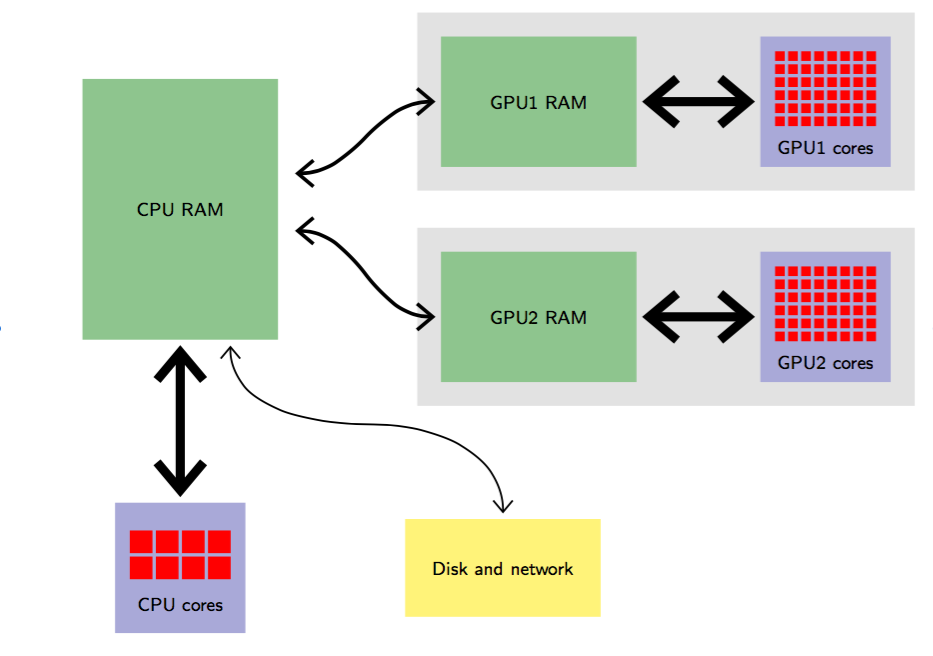 GPU1 RAM
GPU1 cores
CPU RAM
GPU2 RAM
GPU2 cores
Disk and network
CPU cores